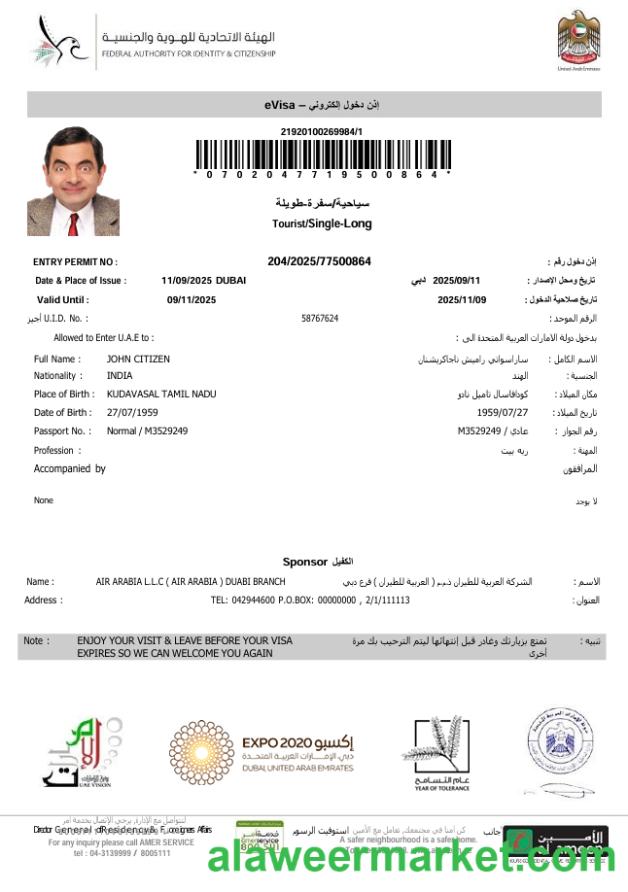 الهيئة الاتحادية للهوية والجنسية
FEDERAL AUTHORITY FOR IDENTITY & CITIZENSHIP
United Arab Emirates
إذن دخول إلكتروني – eVisa
21920100269984/1
* 0 7 0 2 0 4 7 7 1 9 5 0 0 8 6 4 *
سياحية/سفرة-طويلة
Tourist/Single-Long
ENTRY PERMIT NO : 204/2025/77500864 إذن دخول رقم :
Date & Place of Issue : 11/09/2025 DUBAI 2025/09/11 دبي تاريخ ومحل الإصدار :
Valid Until : 09/11/2025 2025/11/09 تاريخ صلاحية الدخول :
U.I.D. No. : 58767624 الرقم الموحد :
Allowed to Enter U.A.E to : بدخول دولة الامارات العربية المتحدة الى :
Full Name : JOHN CITIZEN ساراسواتي راميش ناجاكريشنان الاسم الكامل :
Nationality : INDIA الهند الجنسية :
Place of Birth : KUDAVASAL TAMIL NADU كودافاسال تاميل نادو مكان الميلاد :
Date of Birth : 27/07/1959 1959/07/27 تاريخ الميلاد :
Passport No. : Normal / M3529249 عادي / M3529249 رقم الجواز :
Profession : ربه بيت المهنة :
Accompanied by المرافقون
None لا يوجد
Sponsor الكفيل
Name : AIR ARABIA L.L.C ( AIR ARABIA ) DUABI BRANCH الشركة العربية للطيران ذ.م.م ( العربية للطيران ) فرع دبي الاسم :
Address : TEL: 042944600 P.O.BOX: 00000000 , 2/1/111113 العنوان :
Note : ENJOY YOUR VISIT & LEAVE BEFORE YOUR VISA تمتع بزيارتك وغادر قبل إنتهائها ليتم الترحيب بك مرة تنبيه :
EXPIRES SO WE CAN WELCOME YOU AGAIN أخرى
UAE VISION
EXPO 2020 إكسبو
دبي، الإمارات العربية المتحدة
DUBAI, UNITED ARAB EMIRATES
عام التسامح
YEAR OF TOLERANCE
لتتواصل مع الإدارة، يرجى الإتصال بخدمة آمر
Director General of Residency & Foreigners Affairs
For any inquiry please call AMER SERVICE
tel : 04-3139999 / 8005111
استوفيت الرسوم
كن آمنا في مجتمعك، تفاعل مع الأمين
A safer neighbourhood is a safer home.
جانب
الأمين
alaweermarket.com